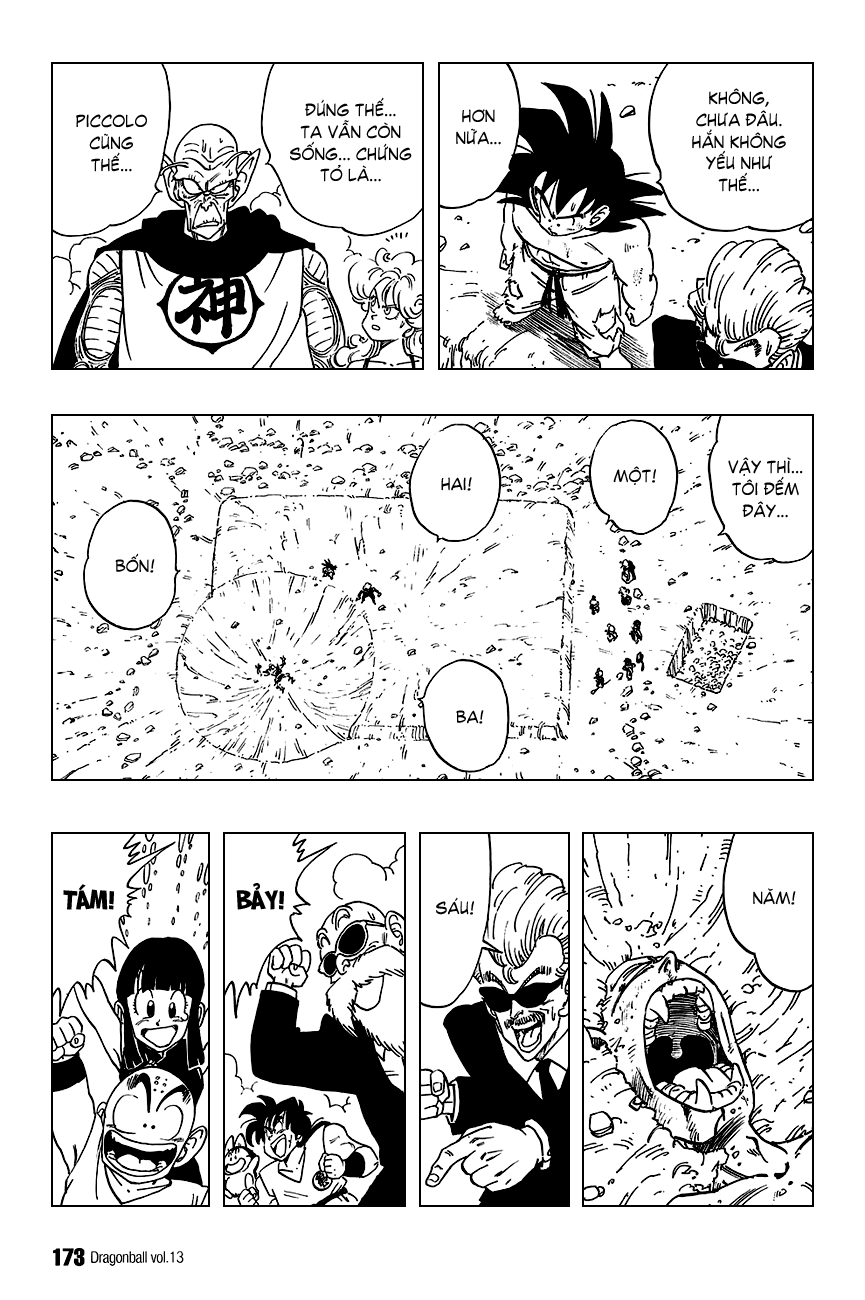 KHÔNG,
CHƯA ĐÂU.
HẮN KHÔNG
YẾU NHƯ
THẾ...
HƠN
NỮA...
ĐÚNG THẾ...
TA VẪN CÒN
SỐNG... CHỨNG
TỎ LÀ...
PICCOLO
CŨNG
THẾ...
神
VẬY THÌ...
TÔI ĐẾM
ĐÂY...
MỘT!
HAI!
BA!
BỐN!
NĂM!
SÁU!
BẢY!
TÁM!
173 Dragonball vol.13